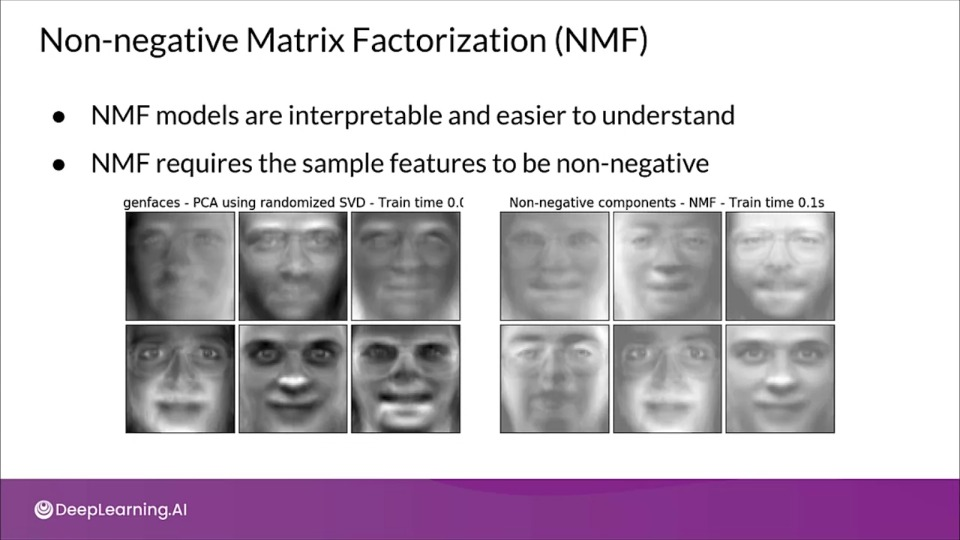 Non-negative Matrix Factorization (NMF)
● NMF models are interpretable and easier to understand
● NMF requires the sample features to be non-negative
genfaces - PCA using randomized SVD - Train time 0.0
Non-negative components - NMF - Train time 0.1s
DeepLearning.AI